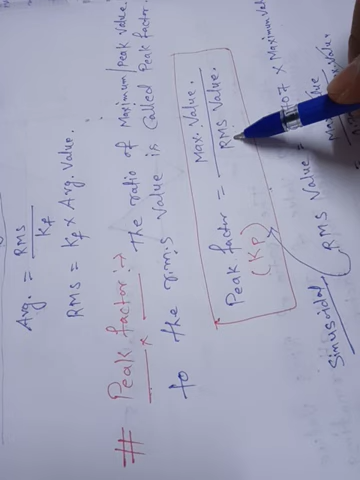 Avg. = RMS
Kf
RMS = Kf × Avg. Value.
# Peak factor :→ the ratio of Maximum/peak value
to the r.m.s value is Called Peak factor.
Peak factor = Max. Value.
(Kp) RMS Value.
Sinusoidal RMS Value = 707 × Maximum Val